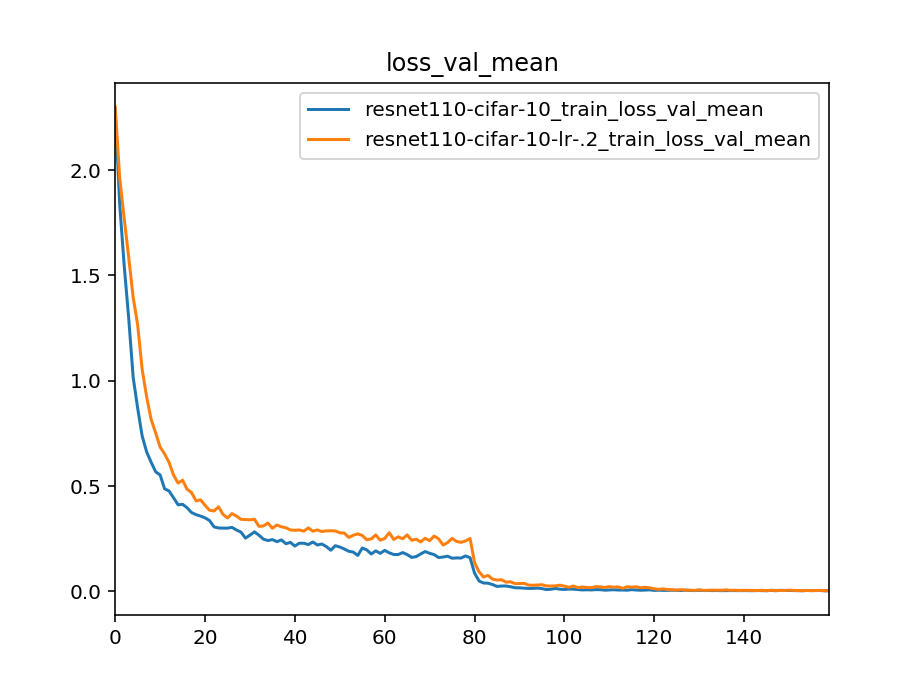 loss_val_mean
resnet110-cifar-10_train_loss_val_mean
resnet110-cifar-10-lr-.2_train_loss_val_mean
2.0
1.5
1.0
0.5
0.0
0 20 40 60 80 100 120 140